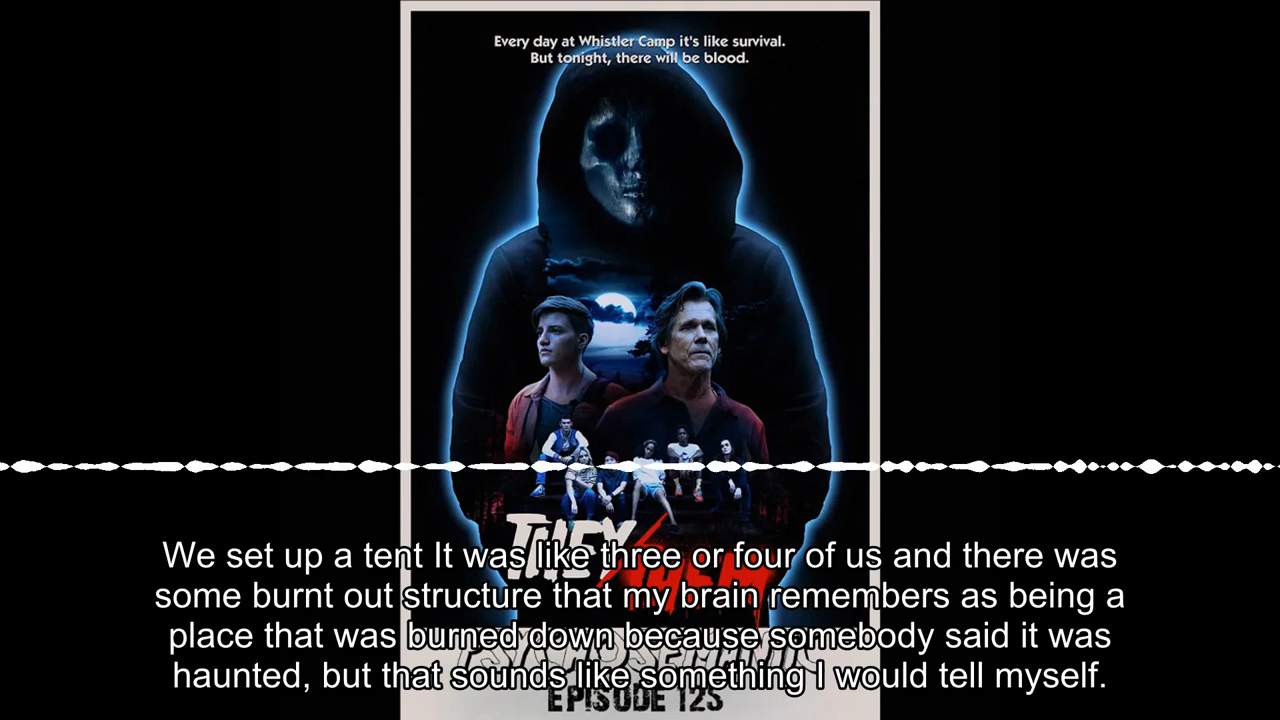 Every day at Whistler Camp it's like survival.
But tonight, there will be blood.
THEY/THEM
We set up a tent It was like three or four of us and there was
some burnt out structure that my brain remembers as being a
place that was burned down because somebody said it was
haunted, but that sounds like something I would tell myself.
EPISODE 125